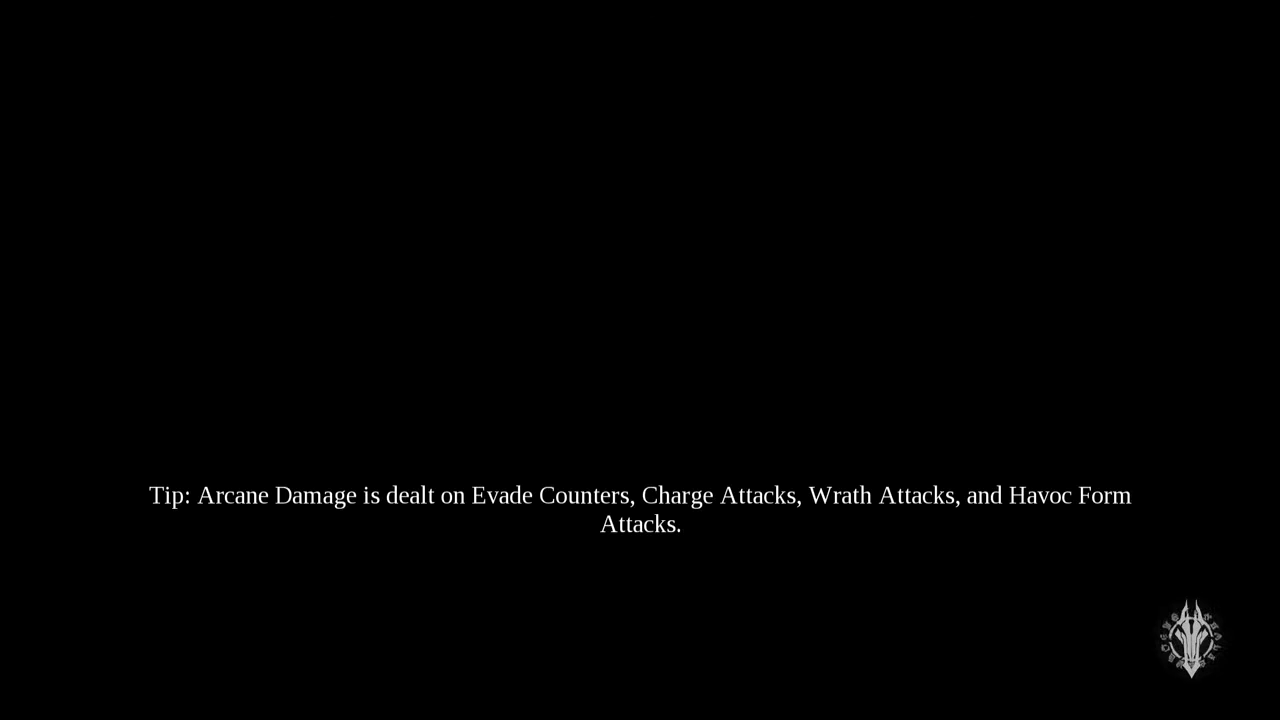 Tip: Arcane Damage is dealt on Evade Counters, Charge Attacks, Wrath Attacks, and Havoc Form
Attacks.